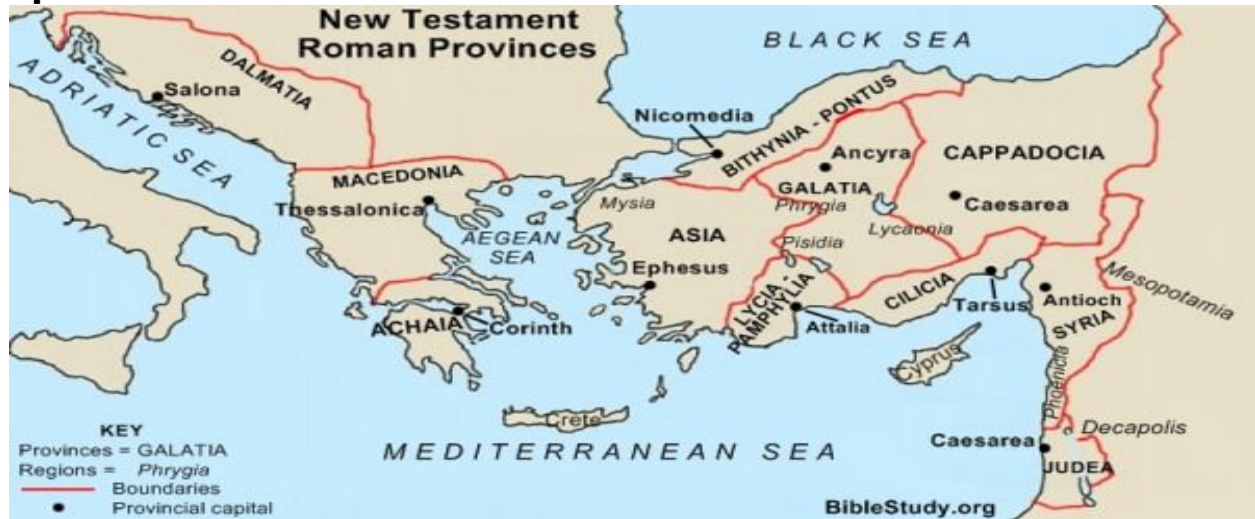 New Testament
Roman Provinces
BLACK SEA
ADRIATIC SEA
DALMATIA
Salona
Nicomedia
BITHYNIA - PONTUS
Ancyra
CAPPADOCIA
MACEDONIA
GALATIA
Thessalonica
Mysia
Phrygia
Caesarea
AEGEAN
SEA
ASIA
Lycaonia
Pisidia
Ephesus
LYCIA -
PAMPHYLIA
CILICIA
Mesopotamia
Tarsus
Antioch
ACHAIA
Corinth
Attalia
SYRIA
Cyprus
Phoenicia
Crete
KEY
Provinces = GALATIA
Regions = Phrygia
Boundaries
Provincial capital
MEDITERRANEAN SEA
Decapolis
Caesarea
JUDEA
BibleStudy.org